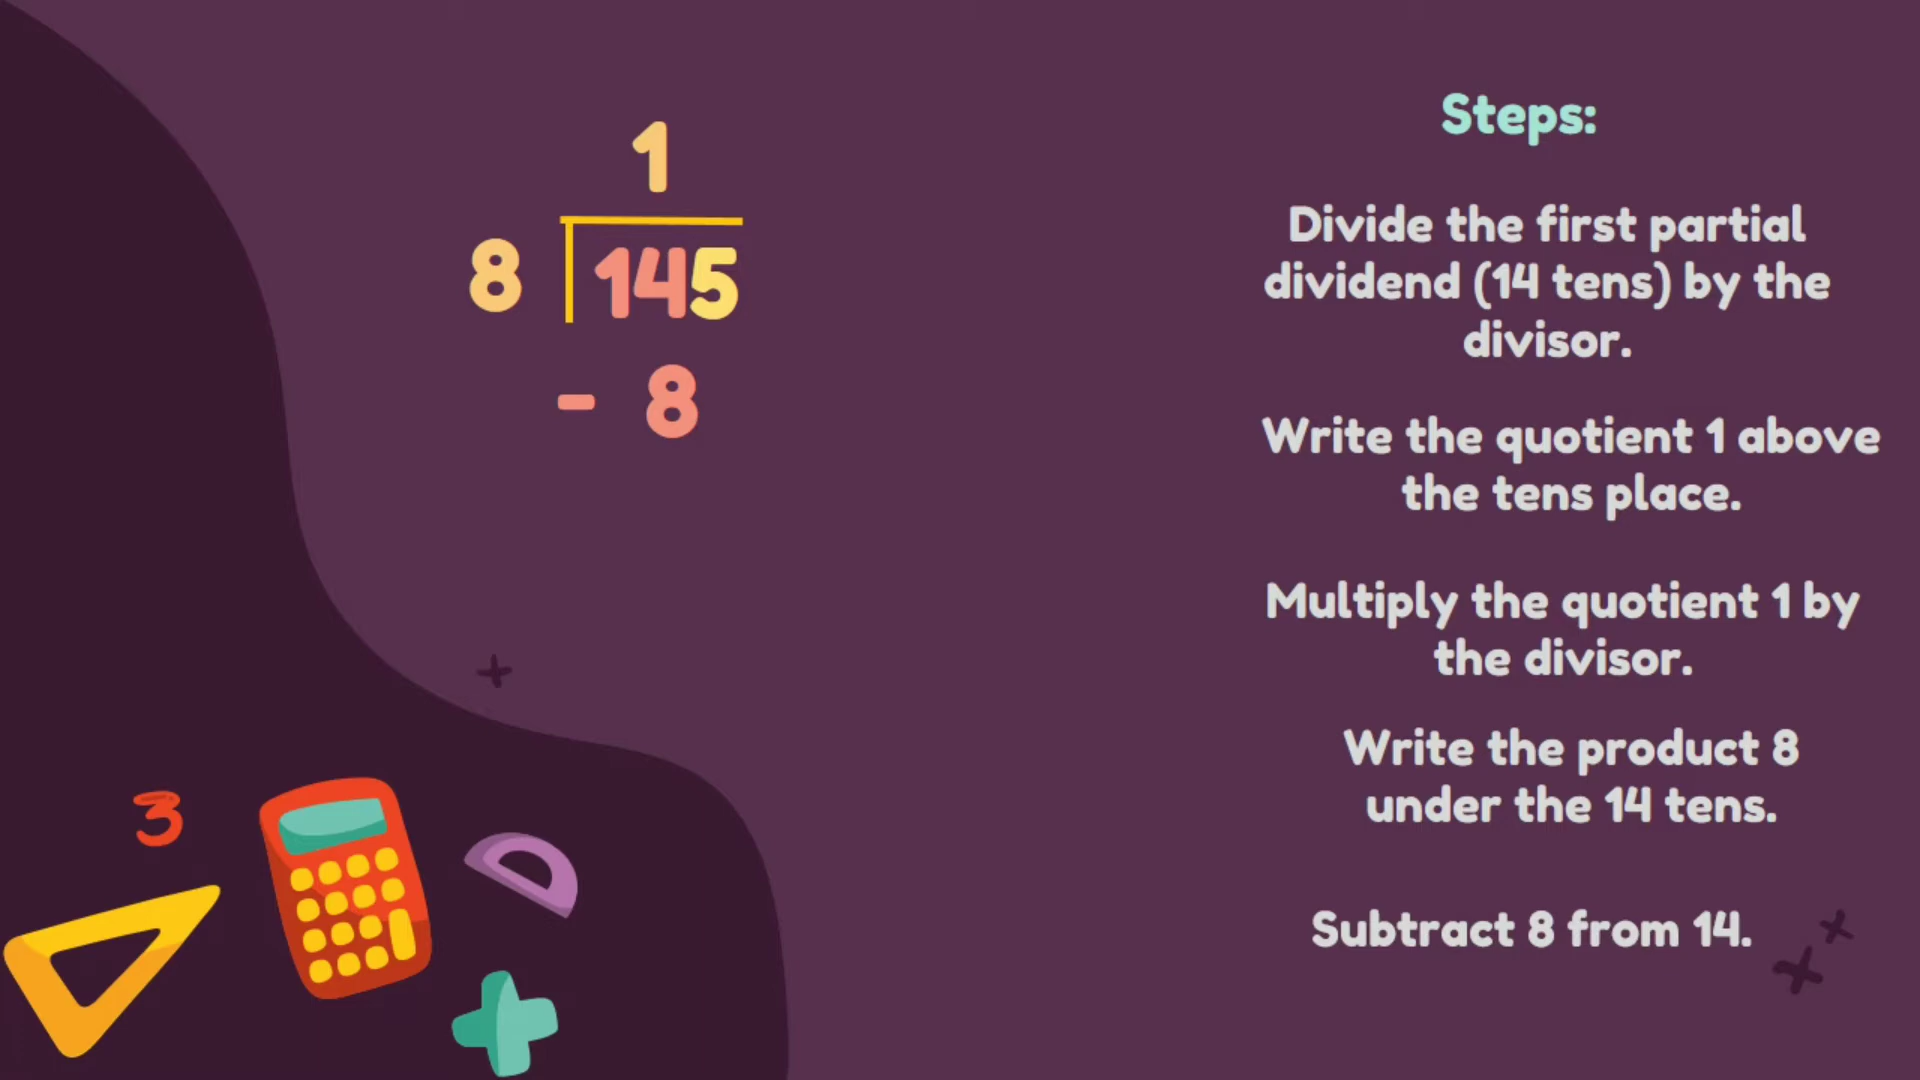 1
8 145
- 8
Steps:
Divide the first partial
dividend (14 tens) by the
divisor.
Write the quotient 1 above
the tens place.
Multiply the quotient 1 by
the divisor.
Write the product 8
under the 14 tens.
Subtract 8 from 14.
3